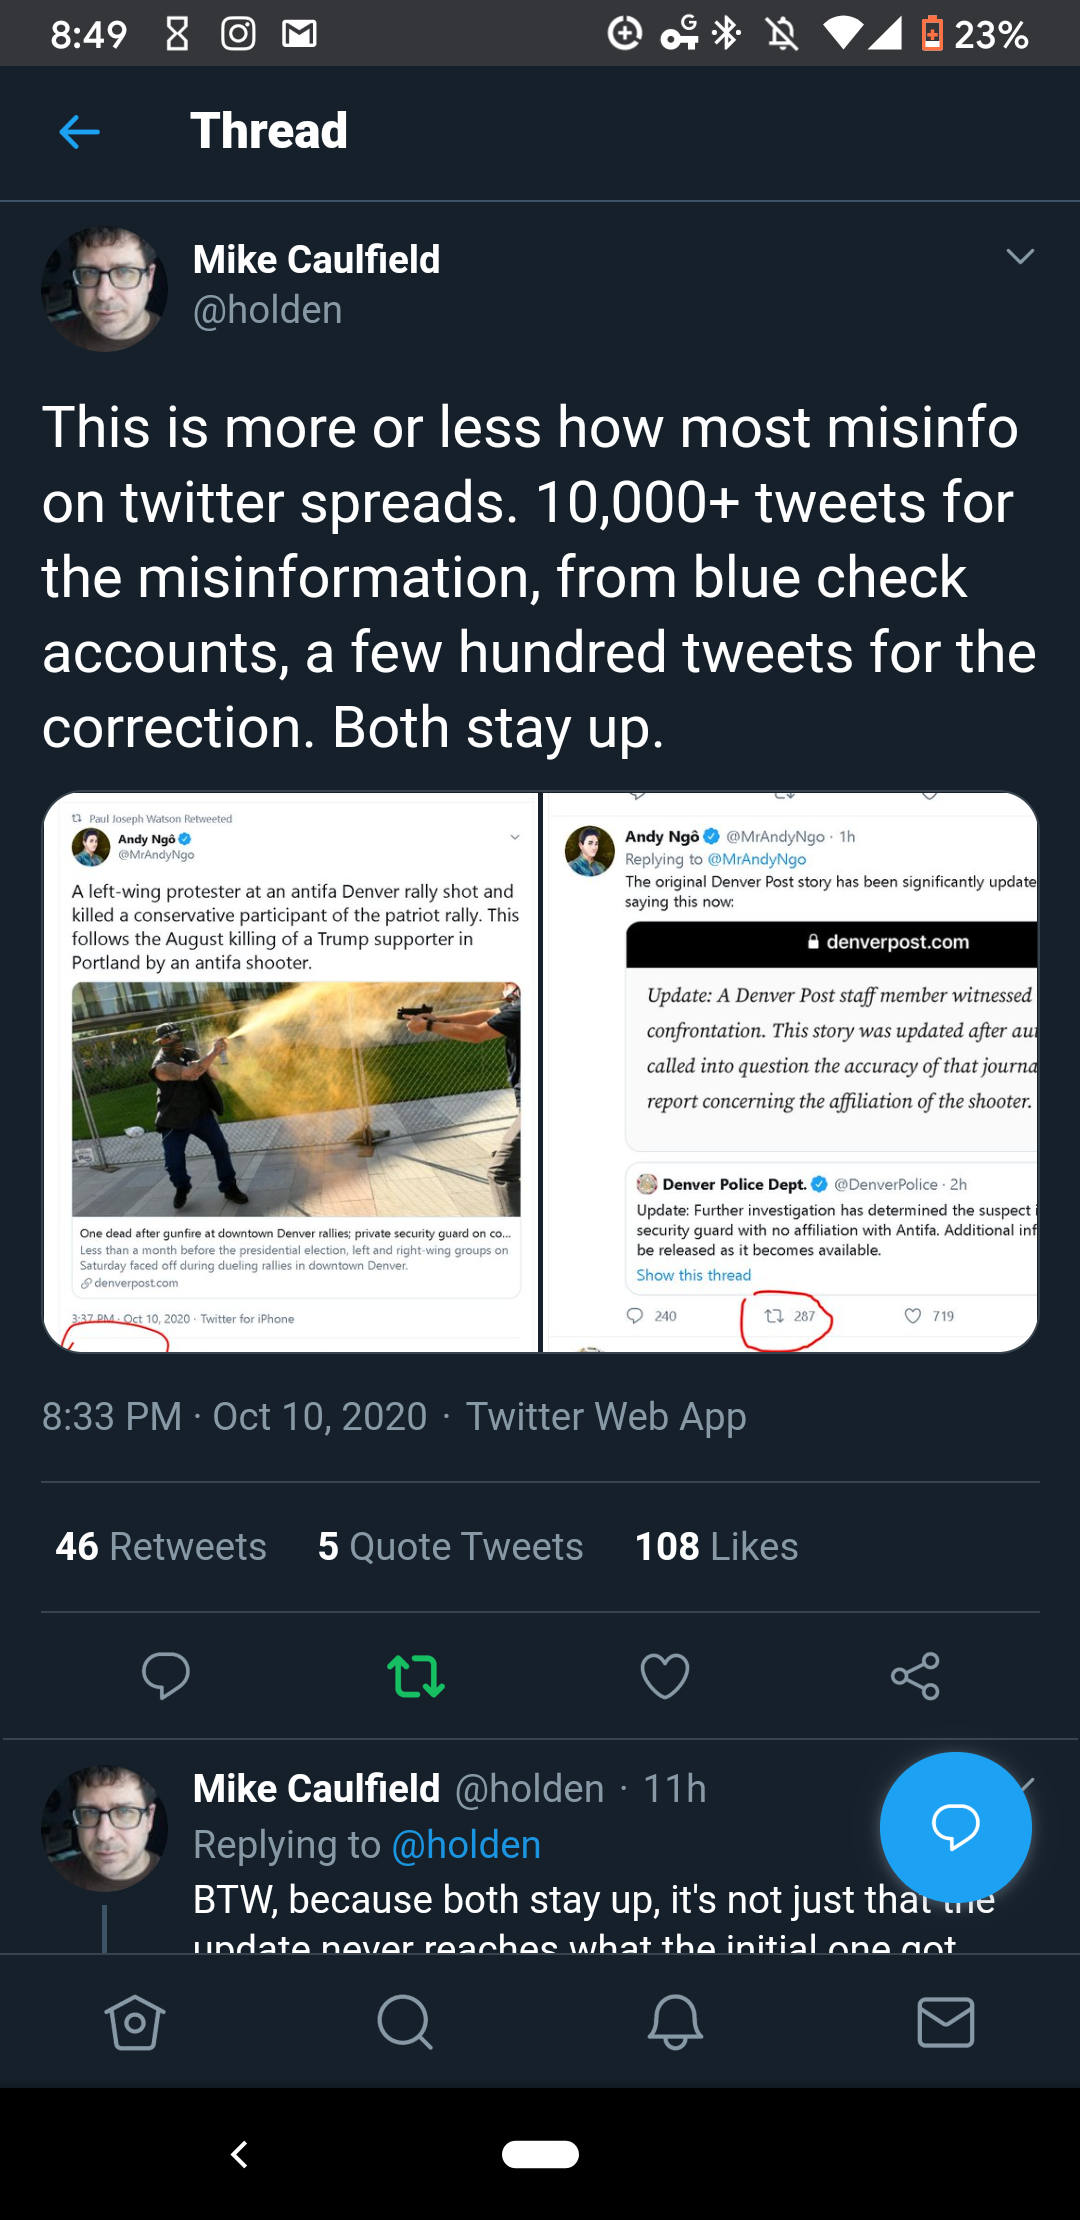 8:49
G
23%
Thread
Mike Caulfield
@holden
This is more or less how most misinfo
on twitter spreads. 10,000+ tweets for
the misinformation, from blue check
accounts, a few hundred tweets for the
correction. Both stay up.
Paul Joseph Watson Retweeted
Andy Ngô
@MrAndyNgo
A left-wing protester at an antifa Denver rally shot and
killed a conservative participant of the patriot rally. This
follows the August killing of a Trump supporter in
Portland by an antifa shooter.
One dead after gunfire at downtown Denver rallies; private security guard on co...
Less than a month before the presidential election, left and right-wing groups on
Saturday faced off during dueling rallies in downtown Denver.
denverpost.com
3:37 PM · Oct 10, 2020 · Twitter for iPhone
Andy Ngô @MrAndyNgo · 1h
Replying to @MrAndyNgo
The original Denver Post story has been significantly update
saying this now:
denverpost.com
Update: A Denver Post staff member witnessed
confrontation. This story was updated after au
called into question the accuracy of that journa
report concerning the affiliation of the shooter.
Denver Police Dept. @DenverPolice · 2h
Update: Further investigation has determined the suspect i
security guard with no affiliation with Antifa. Additional inf
be released as it becomes available.
Show this thread
240 287 719
8:33 PM · Oct 10, 2020 · Twitter Web App
46 Retweets 5 Quote Tweets 108 Likes
Mike Caulfield @holden · 11h
Replying to @holden
BTW, because both stay up, it's not just that the
update never reaches what the initial one got